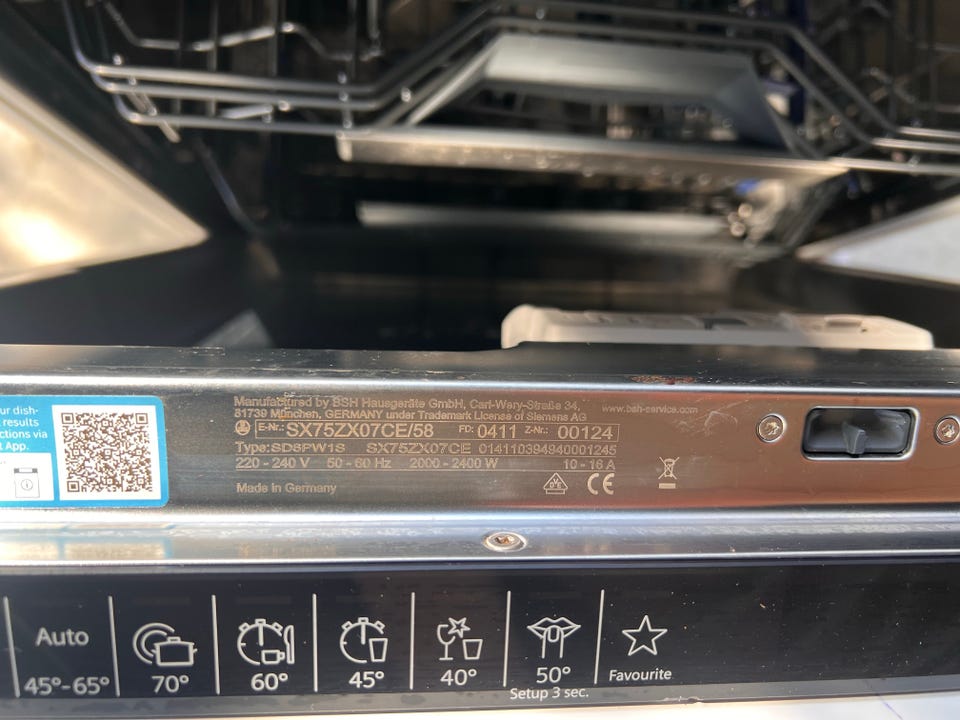 ur dish-
t results
ctions via
t App.
Manufactured by BSH Hausgeräte GmbH, Carl-Wery-Straße 34,
81739 München, GERMANY under Trademark License of Siemens AG
www.bsh-service.com
E-Nr.: SX75ZX07CE/58 FD: 0411 Z-Nr.: 00124
Type:SD8PW1S SX75ZX07CE 014110394940001245
220 - 240 V 50 - 60 Hz 2000 - 2400 W 10 - 16 A
Made in Germany
CE
Auto
45°-65°
70°
60°
45°
40°
50°
Setup 3 sec.
Favourite